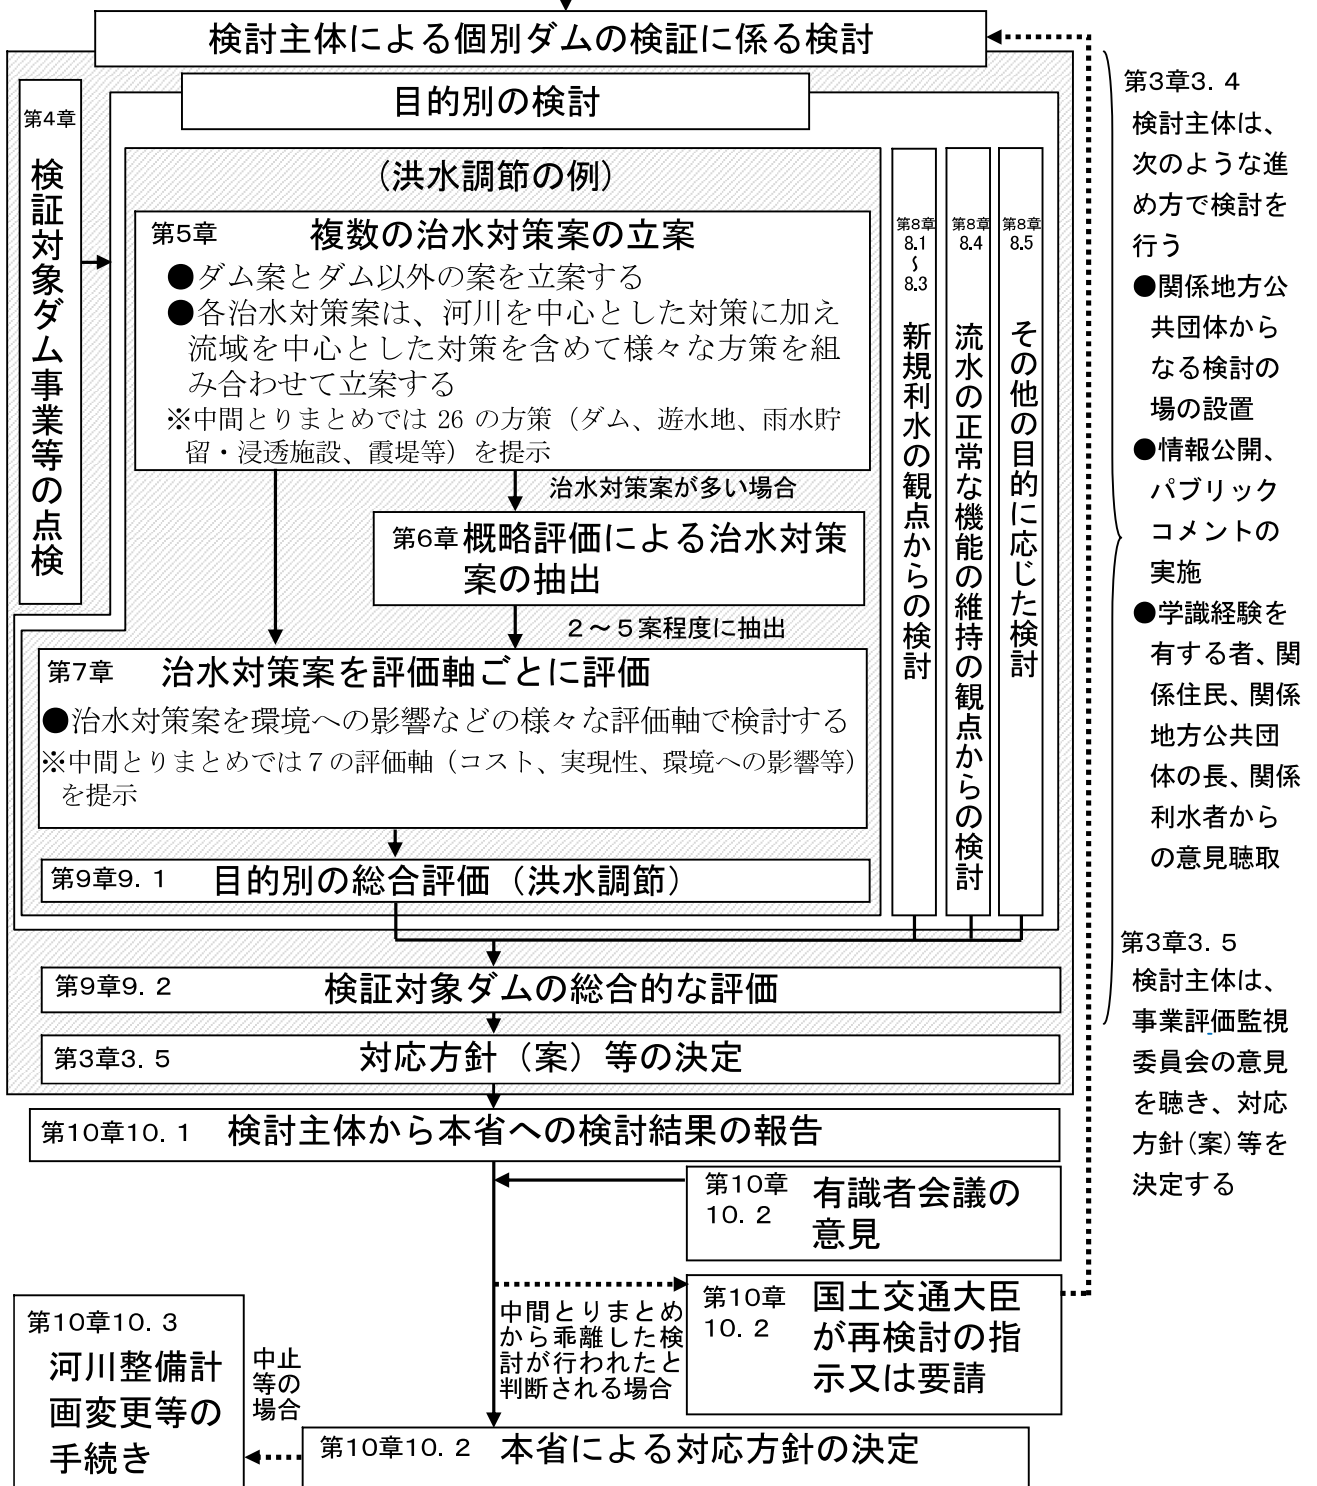 検討主体による個別ダムの検証に係る検討
目的別の検討
第4章
検証対象ダム事業等の点検
（洪水調節の例）
第5章 複数の治水対策案の立案
●ダム案とダム以外の案を立案する
●各治水対策案は、河川を中心とした対策に加え
流域を中心とした対策を含めて様々な方策を組
み合わせて立案する
※中間とりまとめでは 26 の方策（ダム、遊水地、雨水貯
留・浸透施設、霞堤等）を提示
治水対策案が多い場合
第6章 概略評価による治水対策
案の抽出
２～５案程度に抽出
第7章 治水対策案を評価軸ごとに評価
●治水対策案を環境への影響などの様々な評価軸で検討する
※中間とりまとめでは７の評価軸（コスト、実現性、環境への影響等）
を提示
第9章9．1 目的別の総合評価（洪水調節）
第8章
8.1
～
8.3
新規利水の観点からの検討
第8章
8.4
流水の正常な機能の維持の観点からの検討
第8章
8.5
その他の目的に応じた検討
第9章9．2 検証対象ダムの総合的な評価
第3章3．5 対応方針（案）等の決定
第10章10．1 検討主体から本省への検討結果の報告
第10章
10．2
有識者会議の
意見
中間とりまとめ
から乖離した検
討が行われたと
判断される場合
第10章
10．2
国土交通大臣
が再検討の指
示又は要請
第10章10．2 本省による対応方針の決定
中止
等の
場合
第10章10．3
河川整備計
画変更等の
手続き
第3章3．4
検討主体は、
次のような進
め方で検討を
行う
●関係地方公
共団体から
なる検討の
場の設置
●情報公開、
パブリック
コメントの
実施
●学識経験を
有する者、関
係住民、関係
地方公共団
体の長、関係
利水者から
の意見聴取
第3章3．5
検討主体は、
事業評価監視
委員会の意見
を聴き、対応
方針（案）等を
決定する